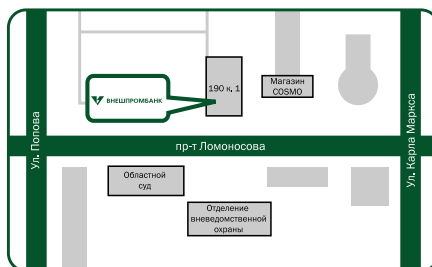 190 к, 1
Магазин
COSMO
ВНЕШПРОМБАНК
Ул. Попова
пр-т Ломоносова
Ул. Карла Маркса
Областной
суд
Отделение
вневедомственной
охраны